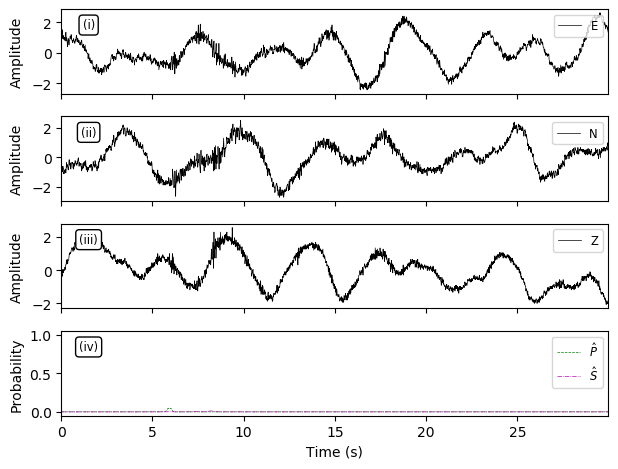 Amplitude
2
0
−2
(i)
E
Amplitude
2
0
−2
(ii)
N
Amplitude
2
0
−2
(iii)
Z
Probability
1.0
0.5
0.0
(iv)
P̂
Ŝ
0 5 10 15 20 25
Time (s)